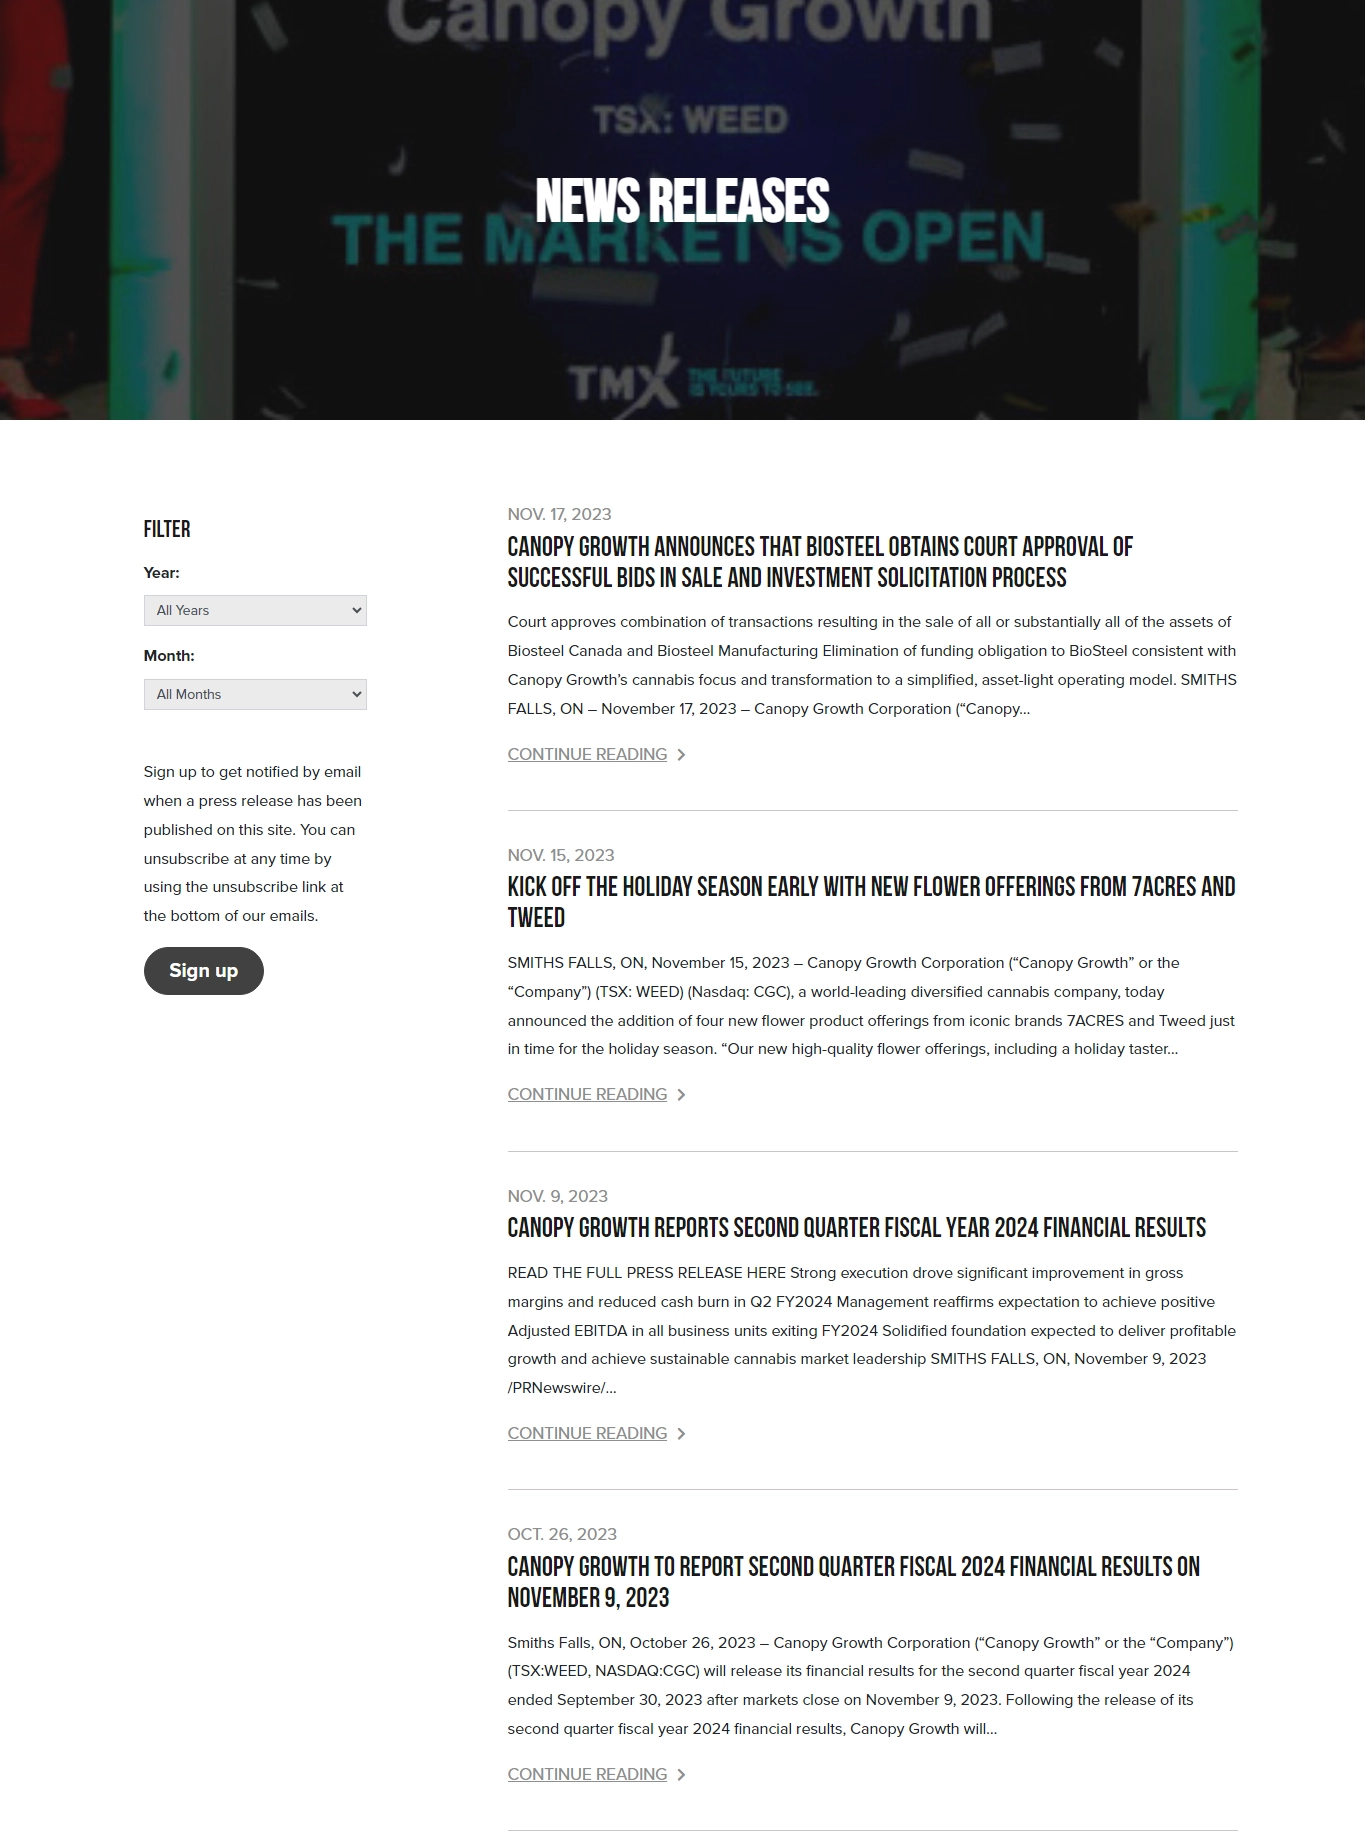 Canopy Growth
TSX: WEED
NEWS RELEASES
THE MARKET IS OPEN
TMX THE FUTURE
IS YOURS TO SEE.
FILTER
Year:
All Years
Month:
All Months
Sign up to get notified by email
when a press release has been
published on this site. You can
unsubscribe at any time by
using the unsubscribe link at
the bottom of our emails.
Sign up
NOV. 17, 2023
CANOPY GROWTH ANNOUNCES THAT BIOSTEEL OBTAINS COURT APPROVAL OF
SUCCESSFUL BIDS IN SALE AND INVESTMENT SOLICITATION PROCESS
Court approves combination of transactions resulting in the sale of all or substantially all of the assets of
Biosteel Canada and Biosteel Manufacturing Elimination of funding obligation to BioSteel consistent with
Canopy Growth’s cannabis focus and transformation to a simplified, asset-light operating model. SMITHS
FALLS, ON – November 17, 2023 – Canopy Growth Corporation (“Canopy...
CONTINUE READING
NOV. 15, 2023
KICK OFF THE HOLIDAY SEASON EARLY WITH NEW FLOWER OFFERINGS FROM 7ACRES AND
TWEED
SMITHS FALLS, ON, November 15, 2023 – Canopy Growth Corporation (“Canopy Growth” or the
“Company”) (TSX: WEED) (Nasdaq: CGC), a world-leading diversified cannabis company, today
announced the addition of four new flower product offerings from iconic brands 7ACRES and Tweed just
in time for the holiday season. “Our new high-quality flower offerings, including a holiday taster...
CONTINUE READING
NOV. 9, 2023
CANOPY GROWTH REPORTS SECOND QUARTER FISCAL YEAR 2024 FINANCIAL RESULTS
READ THE FULL PRESS RELEASE HERE Strong execution drove significant improvement in gross
margins and reduced cash burn in Q2 FY2024 Management reaffirms expectation to achieve positive
Adjusted EBITDA in all business units exiting FY2024 Solidified foundation expected to deliver profitable
growth and achieve sustainable cannabis market leadership SMITHS FALLS, ON, November 9, 2023
/PRNewswire/...
CONTINUE READING
OCT. 26, 2023
CANOPY GROWTH TO REPORT SECOND QUARTER FISCAL 2024 FINANCIAL RESULTS ON
NOVEMBER 9, 2023
Smiths Falls, ON, October 26, 2023 – Canopy Growth Corporation (“Canopy Growth” or the “Company”)
(TSX:WEED, NASDAQ:CGC) will release its financial results for the second quarter fiscal year 2024
ended September 30, 2023 after markets close on November 9, 2023. Following the release of its
second quarter fiscal year 2024 financial results, Canopy Growth will...
CONTINUE READING